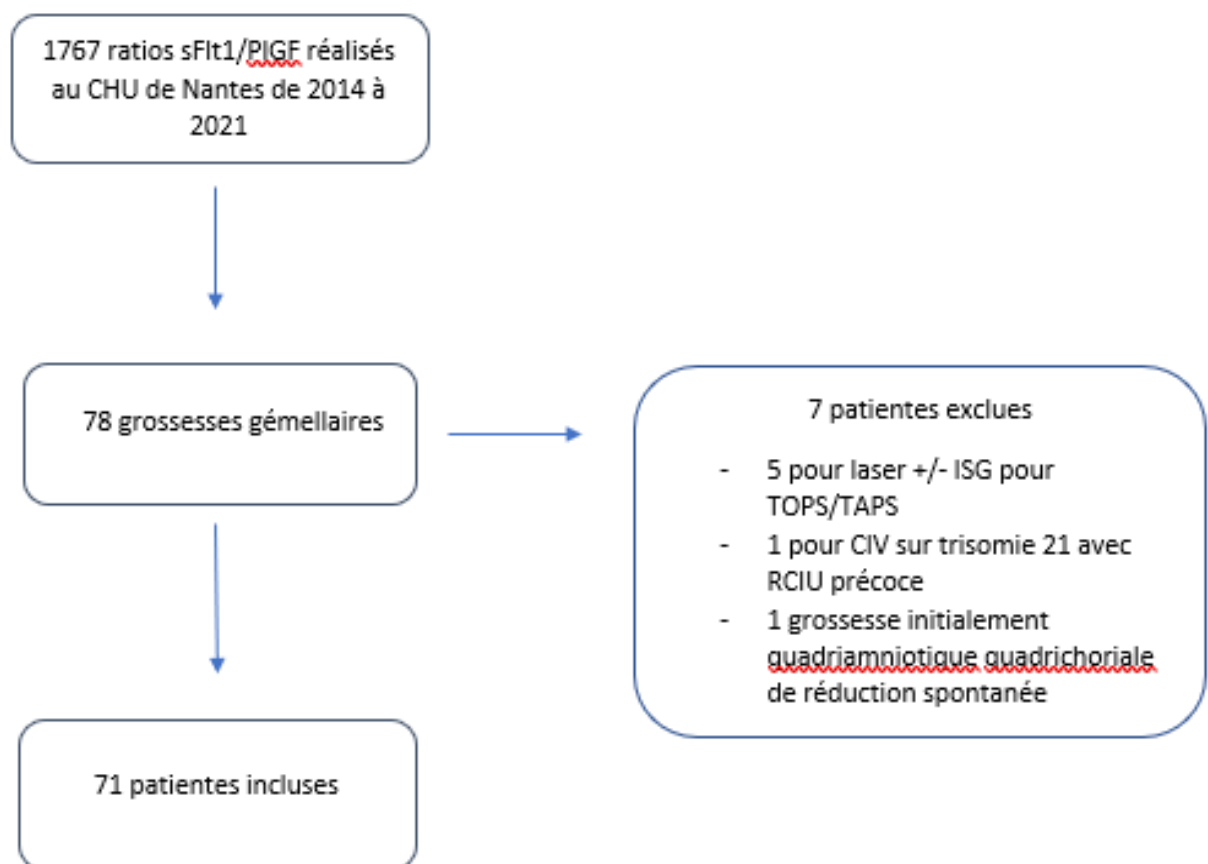 1767 ratios sFlt1/PlGF réalisés
au CHU de Nantes de 2014 à
2021
78 grossesses gémellaires
7 patientes exclues
- 5 pour laser +/- ISG pour
TOPS/TAPS
- 1 pour CIV sur trisomie 21 avec
RCIU précoce
- 1 grossesse initialement
quadriamniotique quadrichoriale
de réduction spontanée
71 patientes incluses